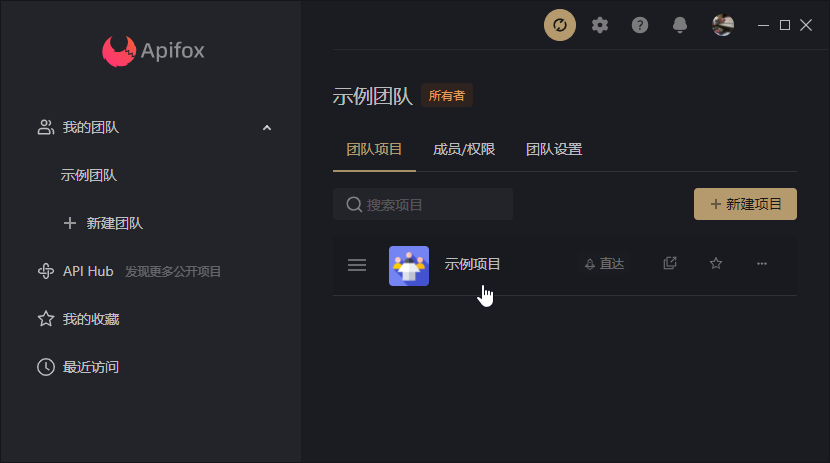 Apifox
我的团队
示例团队
新建团队
API Hub 发现更多公开项目
我的收藏
最近访问
示例团队 所有者
团队项目 成员/权限 团队设置
搜索项目 新建项目
示例项目 直达